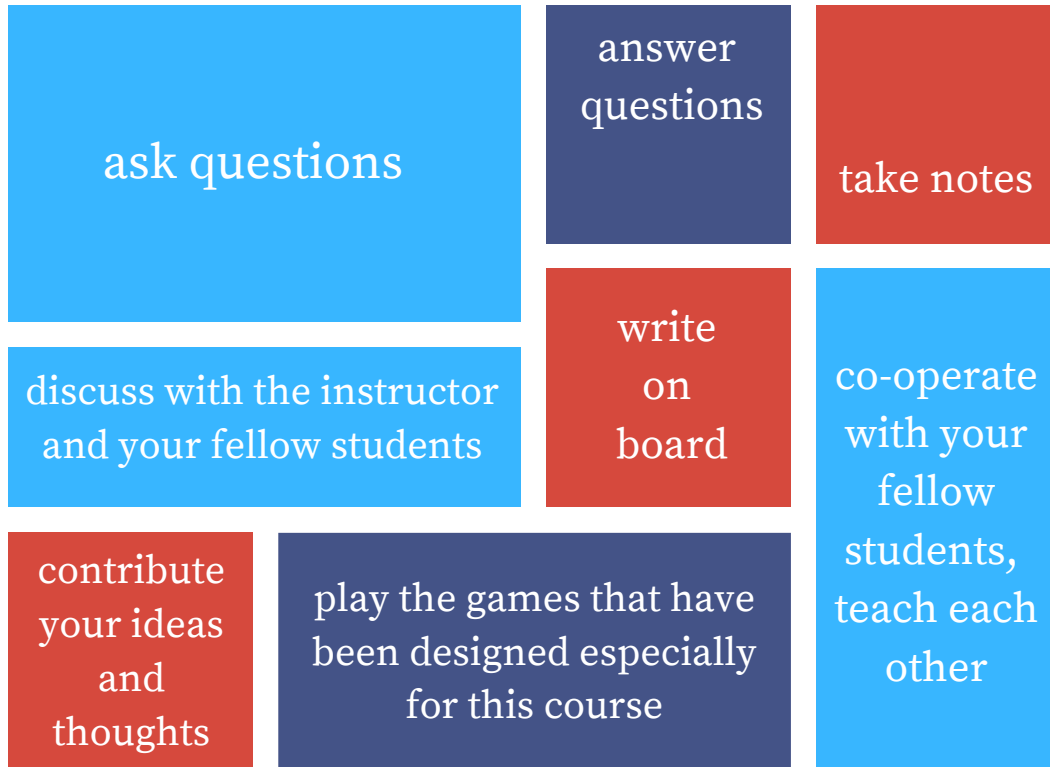 ask questions
answer
questions
take notes
discuss with the instructor
and your fellow students
write
on
board
co-operate
with your
fellow
students,
teach each
other
contribute
your ideas
and
thoughts
play the games that have
been designed especially
for this course